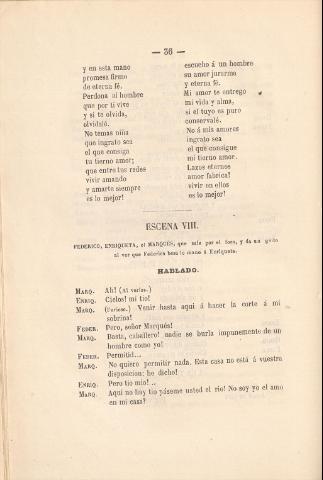 — 36 —
y en esta mano
promesa firme
de eterna fé.
Perdona al hombre
que por ti vive
y si te olvida,
olvidalé.
No temas niña
que ingrato sea
el que consiga
tu tierno amor;
que entre tus redes
vivir amando
y amarte siempre
es lo mejor!
escucho á un hombre
su amor jurarme
y eterna fé.
Mi amor te entrego
mi vida y alma,
si el tuyo es puro
conservalé.
No á mis amores
ingrato sea
el que consigue
mi tierno amor.
Lazos eternos
amor fabrica!
vivir en ellos
es lo mejor!
ESCENA VIII.
FEDERICO, ENRIQUETA, el MARQUES, que sale por el foro, y da un grito
al ver que Federico besa la mano á Enriqueta.
HABLADO.
MARQ. Ah! (Al verlos.)
ENRIQ. Cielos! mi tio!
MARQ. (Furioso.) Venir hasta aquí á hacer la corte á mi
sobrina!
FEDER. Pero, señor Marqués!
MARQ. Basta, caballero! nadie se burla impunemente de un
hombre como yo!
FEDER. Permitid...
MARQ. No quiero permitir nada. Esta casa no está á vuestra
disposicion; he dicho!
ENRIQ. Pero tio mio!..
MARQ. Aquí no hay tio páseme usted el rio! No soy yo el amo
en mi casa?